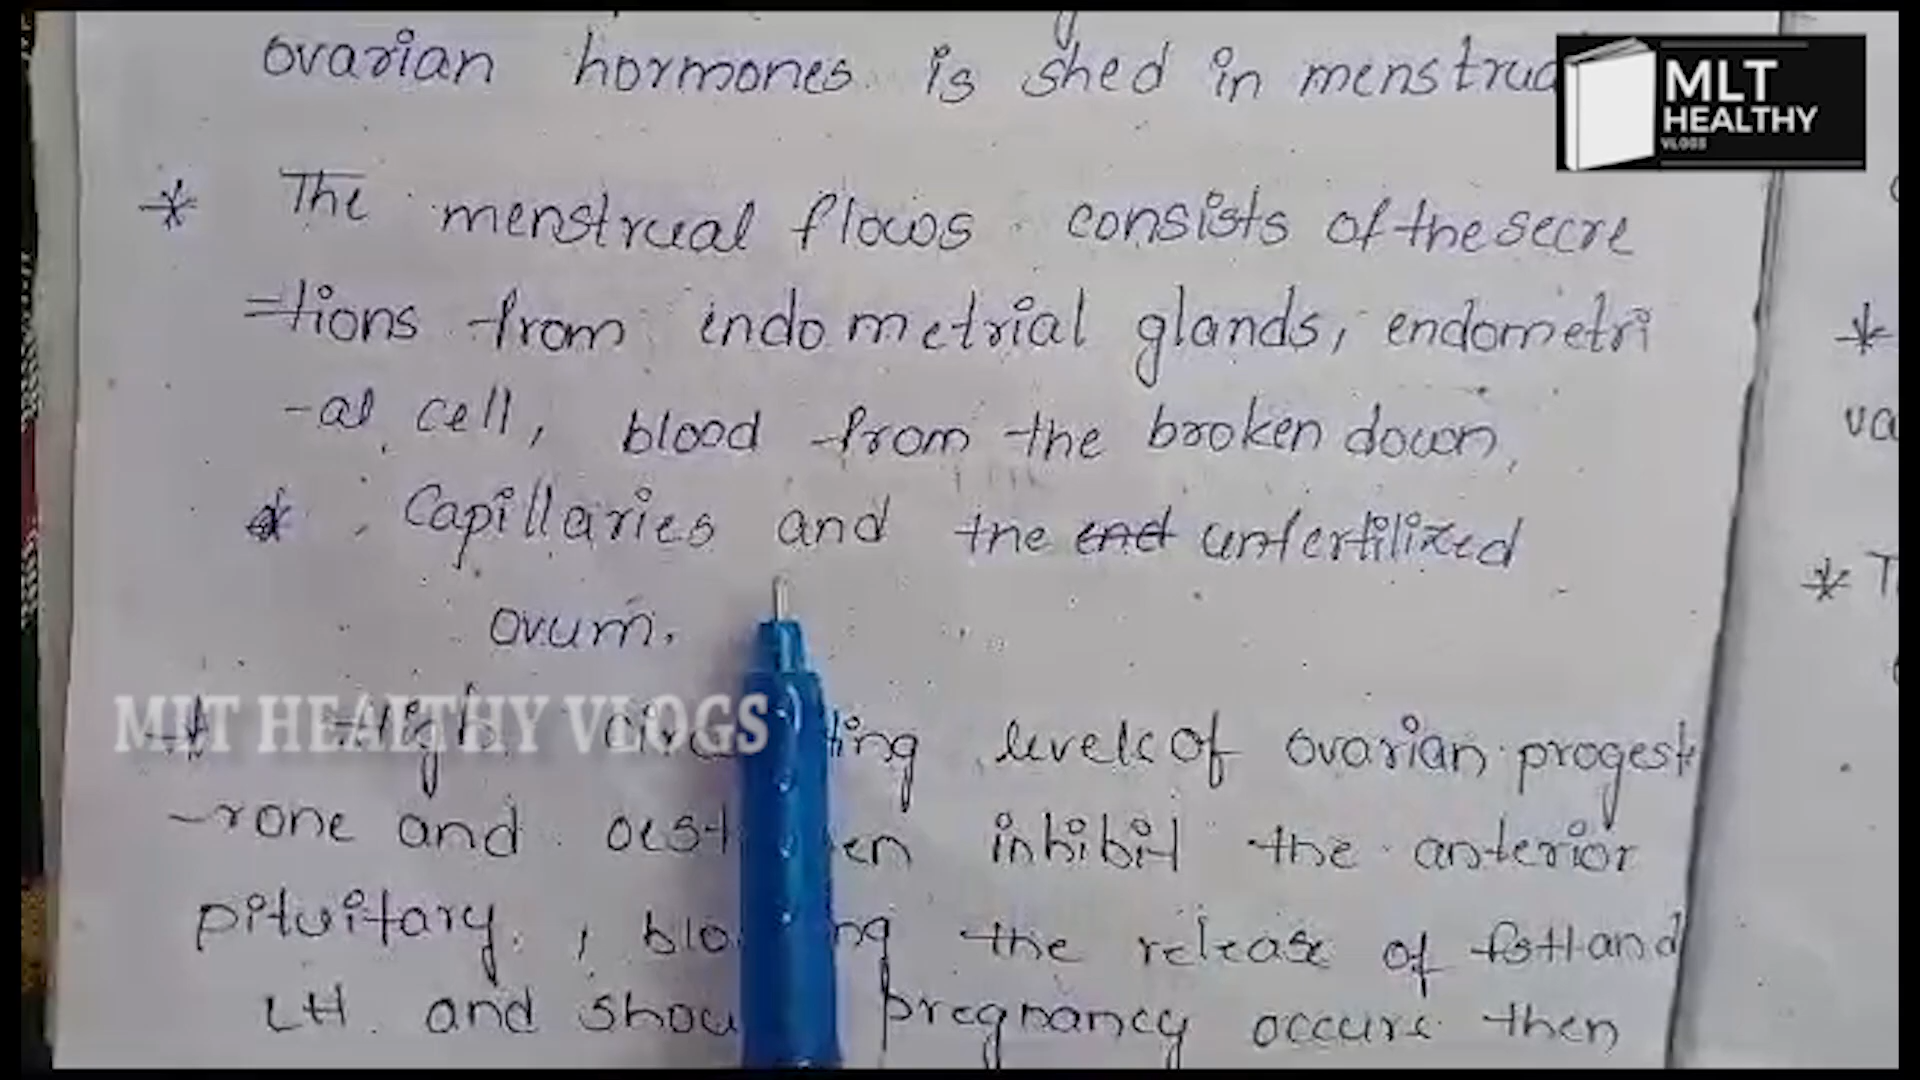 ovarian hormones is shed in
MLT
HEALTHY
VLOGS
* The menstrual flows consists of the secre
=tions from endometrial glands, endometri
-al cell, blood from the broken down
Capillaries and the end unfertilized
ovum.
MLT HEALTHY VLOGS
* High levels of ovarian progest
-rone and inhibit the anterior
pituitary, the release of FSH and
LH and pregnancy occurs then